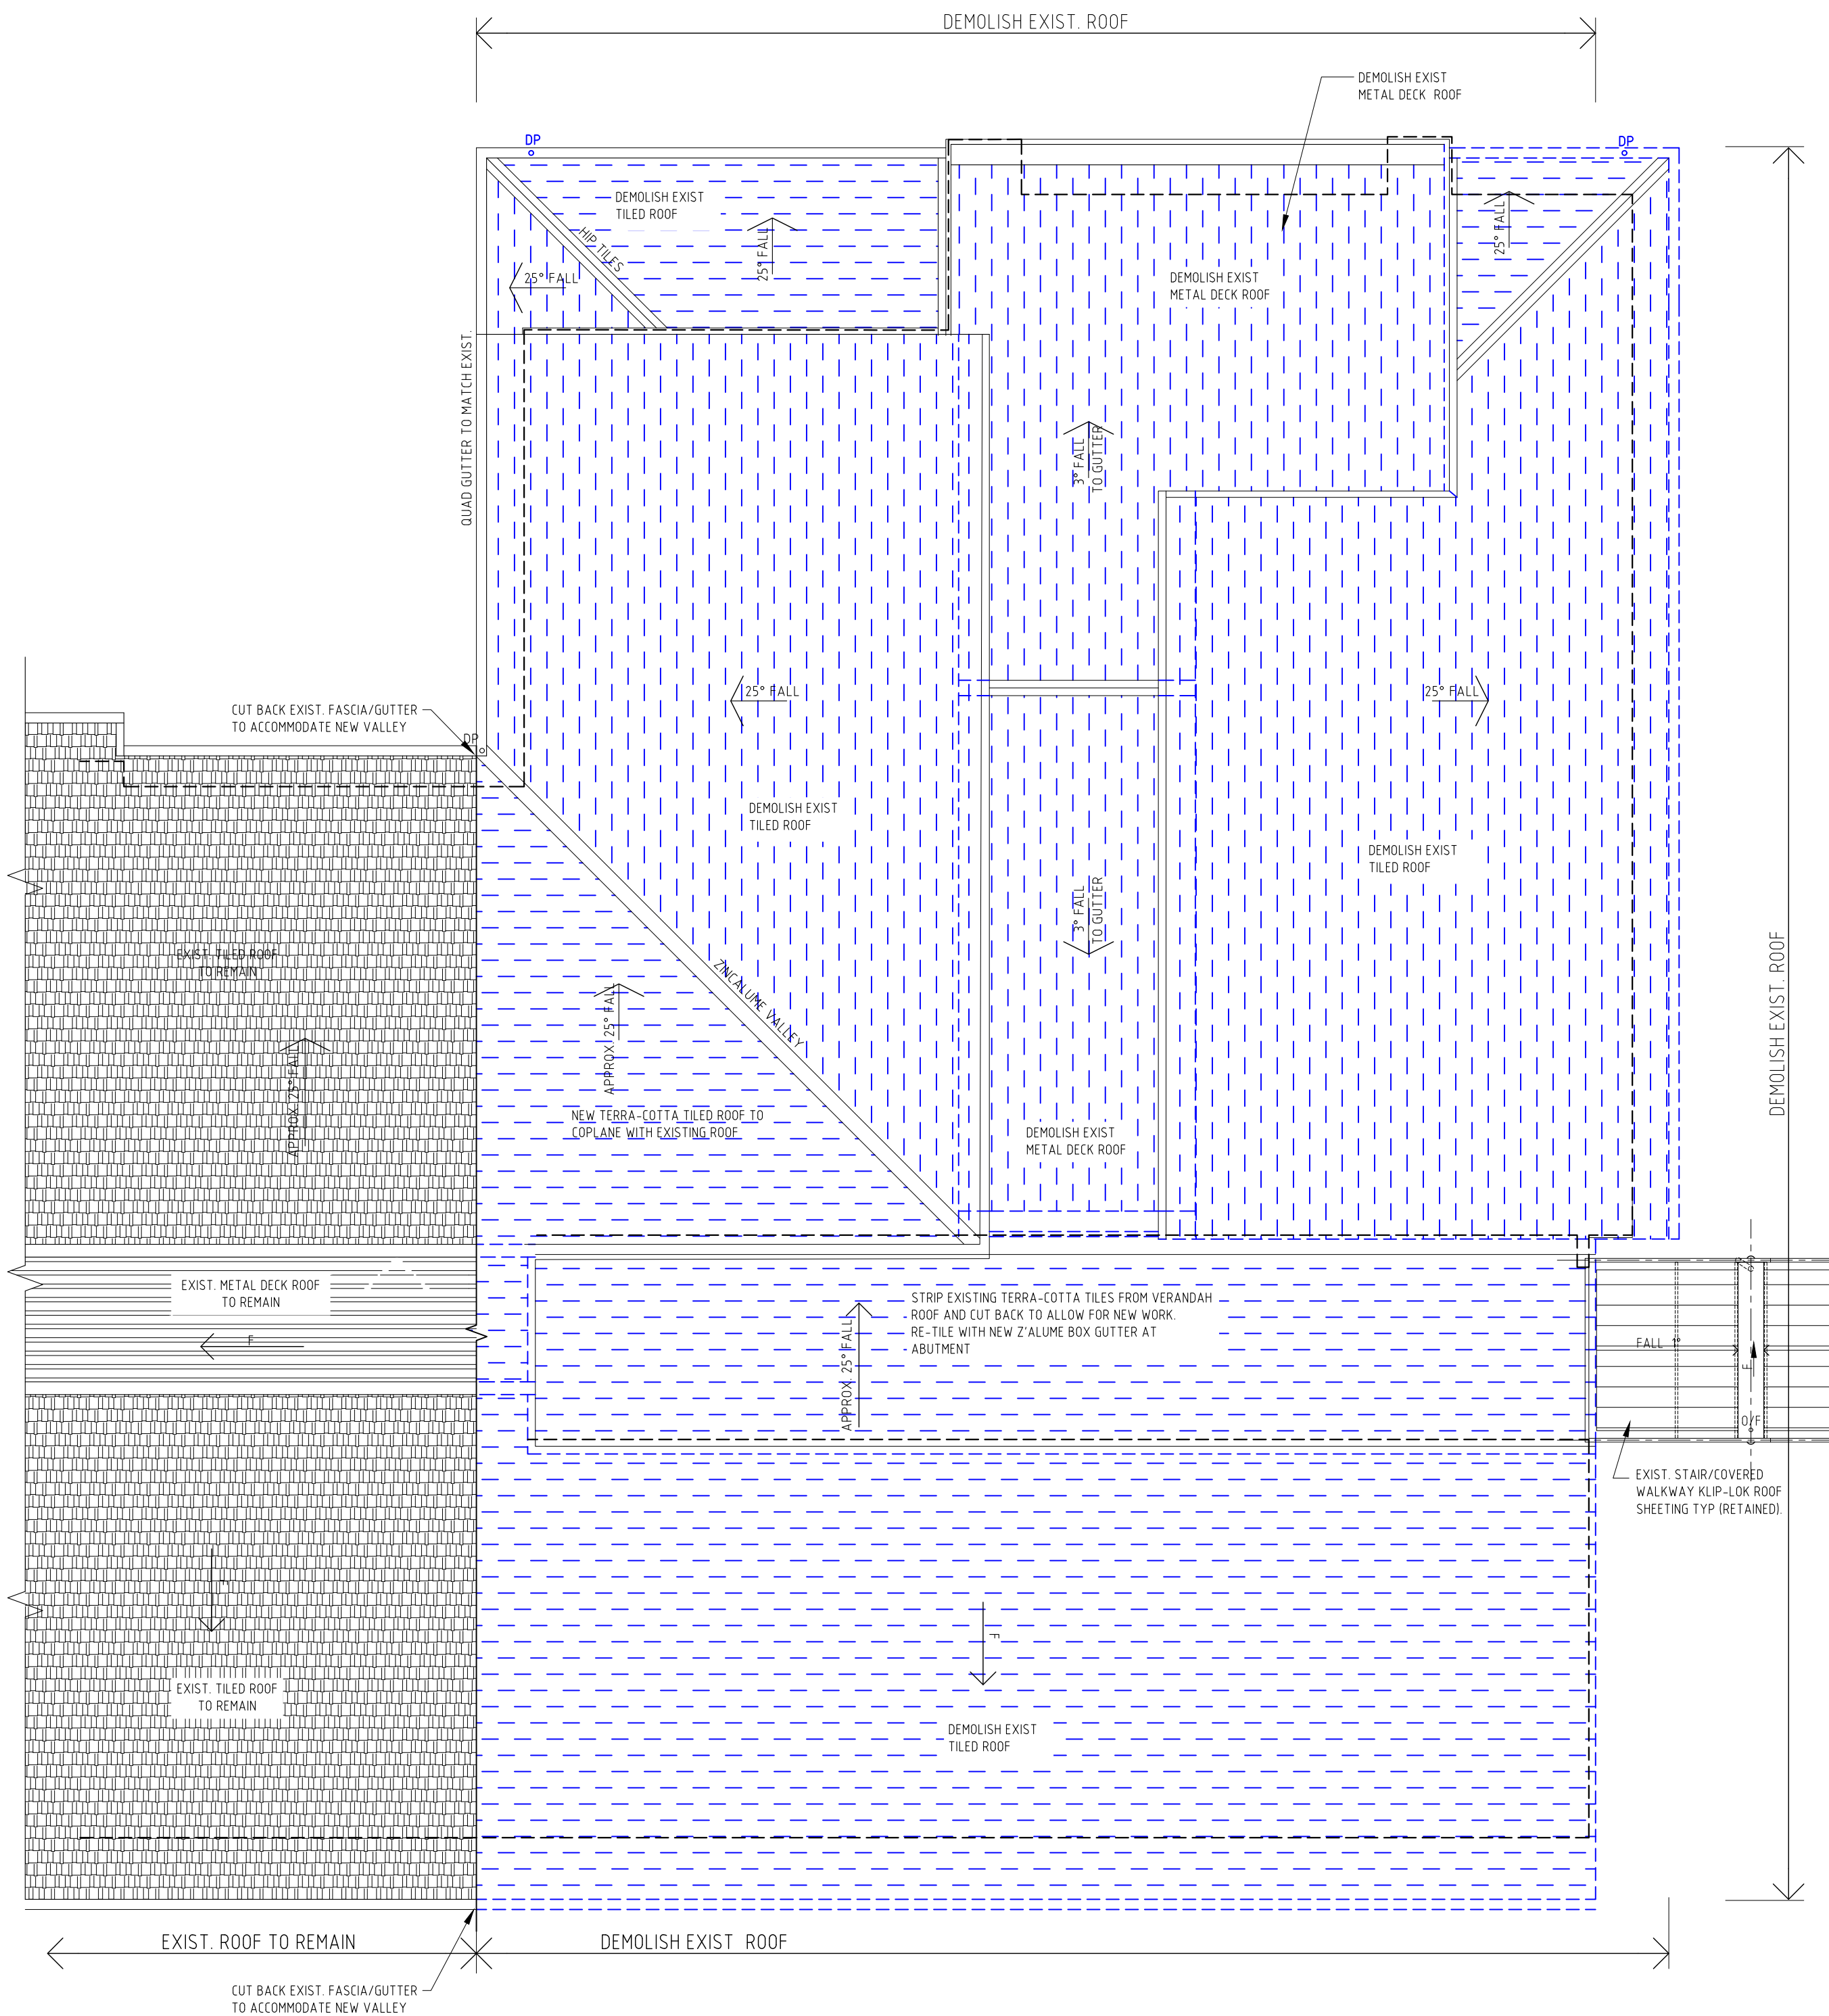 DEMOLISH EXIST. ROOF
DEMOLISH EXIST
METAL DECK ROOF
DP
DP
DEMOLISH EXIST
TILED ROOF
HIP TILES
25° FALL
25° FALL
25° FALL
DEMOLISH EXIST
METAL DECK ROOF
QUAD GUTTER TO MATCH EXIST.
3° FALL
TO GUTTER
25° FALL
25° FALL
CUT BACK EXIST. FASCIA/GUTTER
TO ACCOMMODATE NEW VALLEY
DP
DEMOLISH EXIST
TILED ROOF
DEMOLISH EXIST
TILED ROOF
3° FALL
TO GUTTER
EXIST. TILED ROOF
TO REMAIN
ZINCALUME VALLEY
APPROX. 25° FALL
APPROX. 25° FALL
NEW TERRA-COTTA TILED ROOF TO
COPLANE WITH EXISTING ROOF
DEMOLISH EXIST
METAL DECK ROOF
DEMOLISH EXIST. ROOF
EXIST. METAL DECK ROOF
TO REMAIN
F
STRIP EXISTING TERRA-COTTA TILES FROM VERANDAH
ROOF AND CUT BACK TO ALLOW FOR NEW WORK.
RE-TILE WITH NEW Z'ALUME BOX GUTTER AT
ABUTMENT
APPROX. 25° FALL
FALL 1°
F
O/F
EXIST. STAIR/COVERED
WALKWAY KLIP-LOK ROOF
SHEETING TYP (RETAINED).
F
F
EXIST. TILED ROOF
TO REMAIN
DEMOLISH EXIST
TILED ROOF
EXIST. ROOF TO REMAIN
DEMOLISH EXIST ROOF
CUT BACK EXIST. FASCIA/GUTTER
TO ACCOMMODATE NEW VALLEY